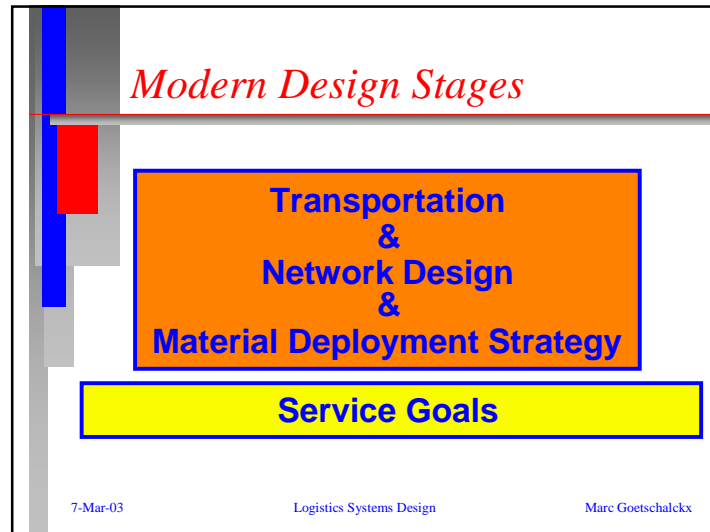 Modern Design Stages
Transportation
&
Network Design
&
Material Deployment Strategy
Service Goals
7-Mar-03 Logistics Systems Design Marc Goetschalckx